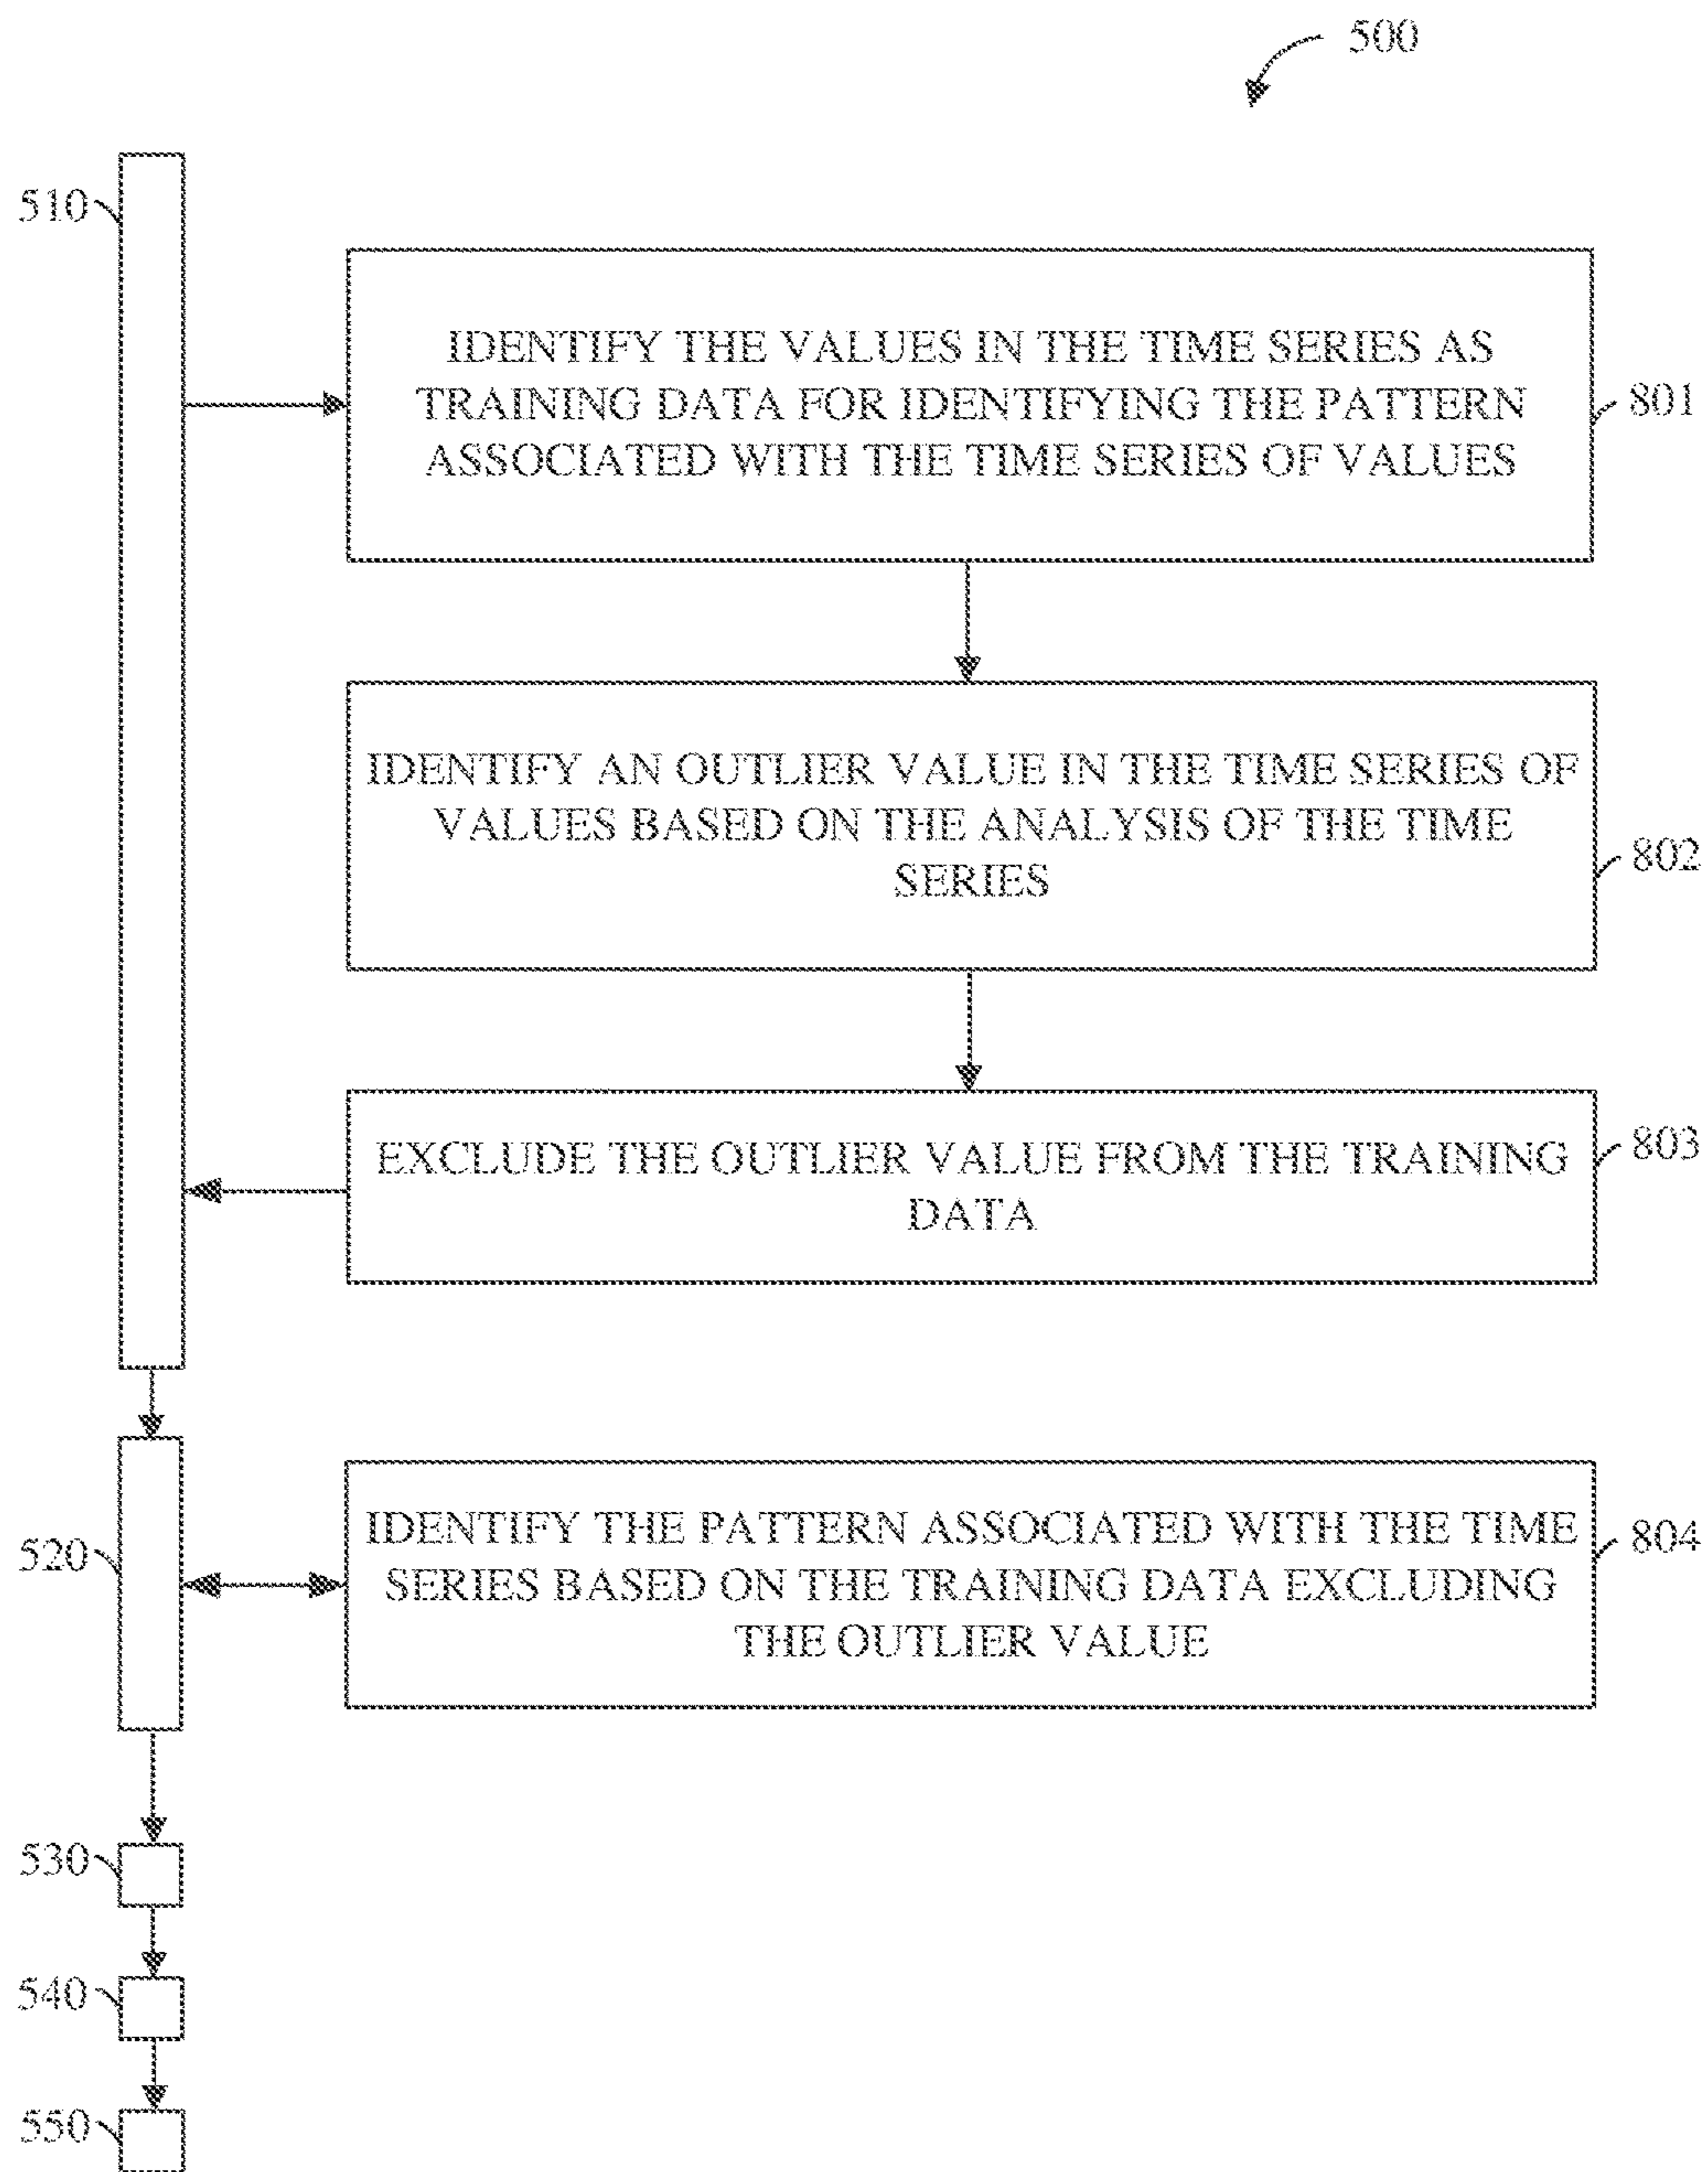 500
510
IDENTIFY THE VALUES IN THE TIME SERIES AS
TRAINING DATA FOR IDENTIFYING THE PATTERN
ASSOCIATED WITH THE TIME SERIES OF VALUES
801
IDENTIFY AN OUTLIER VALUE IN THE TIME SERIES OF
VALUES BASED ON THE ANALYSIS OF THE TIME
SERIES
802
EXCLUDE THE OUTLIER VALUE FROM THE TRAINING
DATA
803
520
IDENTIFY THE PATTERN ASSOCIATED WITH THE TIME
SERIES BASED ON THE TRAINING DATA EXCLUDING
THE OUTLIER VALUE
804
530
540
550